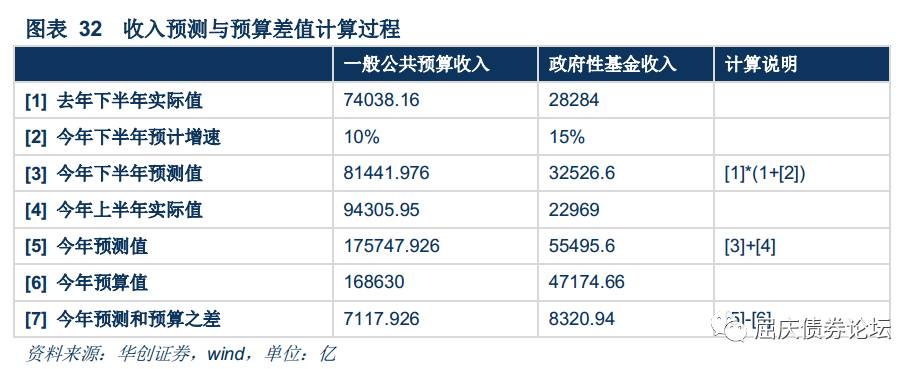 图表 32 收入预测与预算差值计算过程
一般公共预算收入 政府性基金收入 计算说明
[1] 去年下半年实际值 74038.16 28284
[2] 今年下半年预计增速 10% 15%
[3] 今年下半年预测值 81441.976 32526.6 [1]*(1+[2])
[4] 今年上半年实际值 94305.95 22969
[5] 今年预测值 175747.926 55495.6 [3]+[4]
[6] 今年预算值 168630 47174.66
[7] 今年预测和预算之差 7117.926 8320.94 [5]-[6]
屈庆债券论坛
资料来源：华创证券，wind，单位：亿